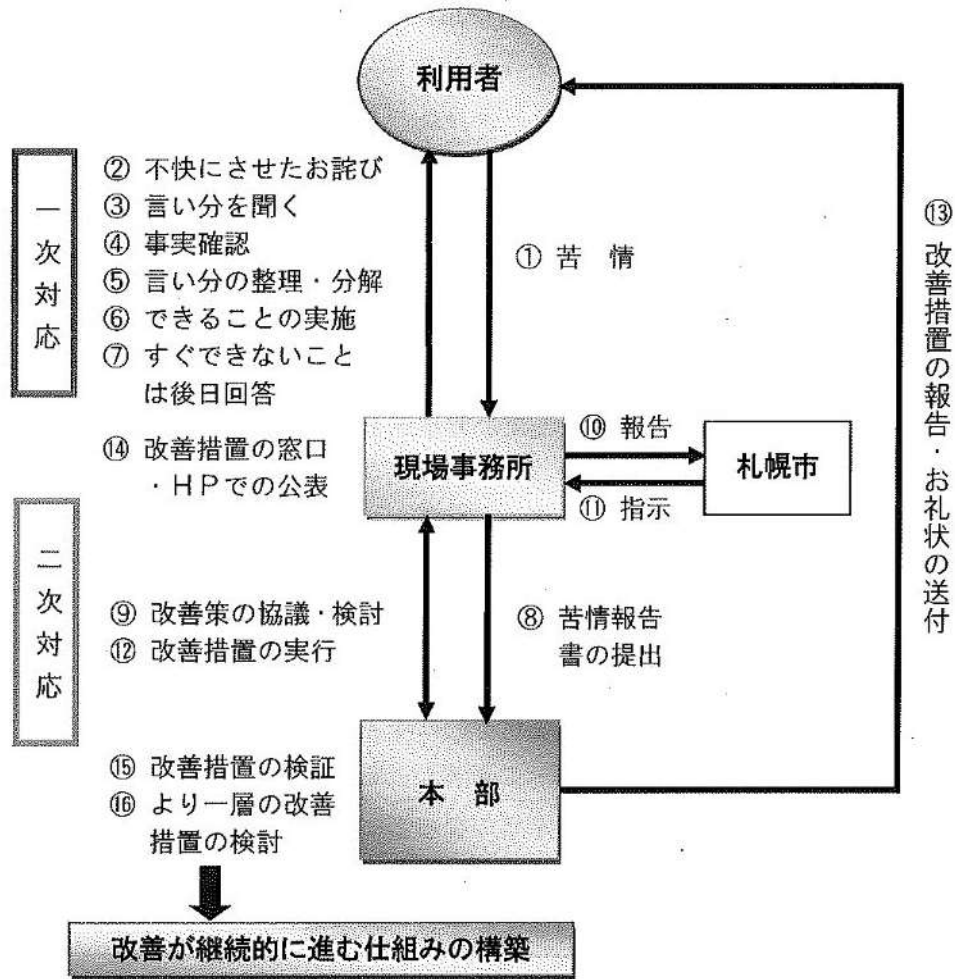 利用者
一次対応
② 不快にさせたお詫び
③ 言い分を聞く
④ 事実確認
⑤ 言い分の整理・分解
⑥ できることの実施
⑦ すぐできないこと
は後日回答
① 苦 情
⑬ 改善措置の報告・お礼状の送付
⑭ 改善措置の窓口
・HPでの公表
現場事務所
⑩ 報告
⑪ 指示
札幌市
二次対応
⑨ 改善策の協議・検討
⑫ 改善措置の実行
⑧ 苦情報告
書の提出
⑮ 改善措置の検証
⑯ より一層の改善
措置の検討
本 部
改善が継続的に進む仕組みの構築